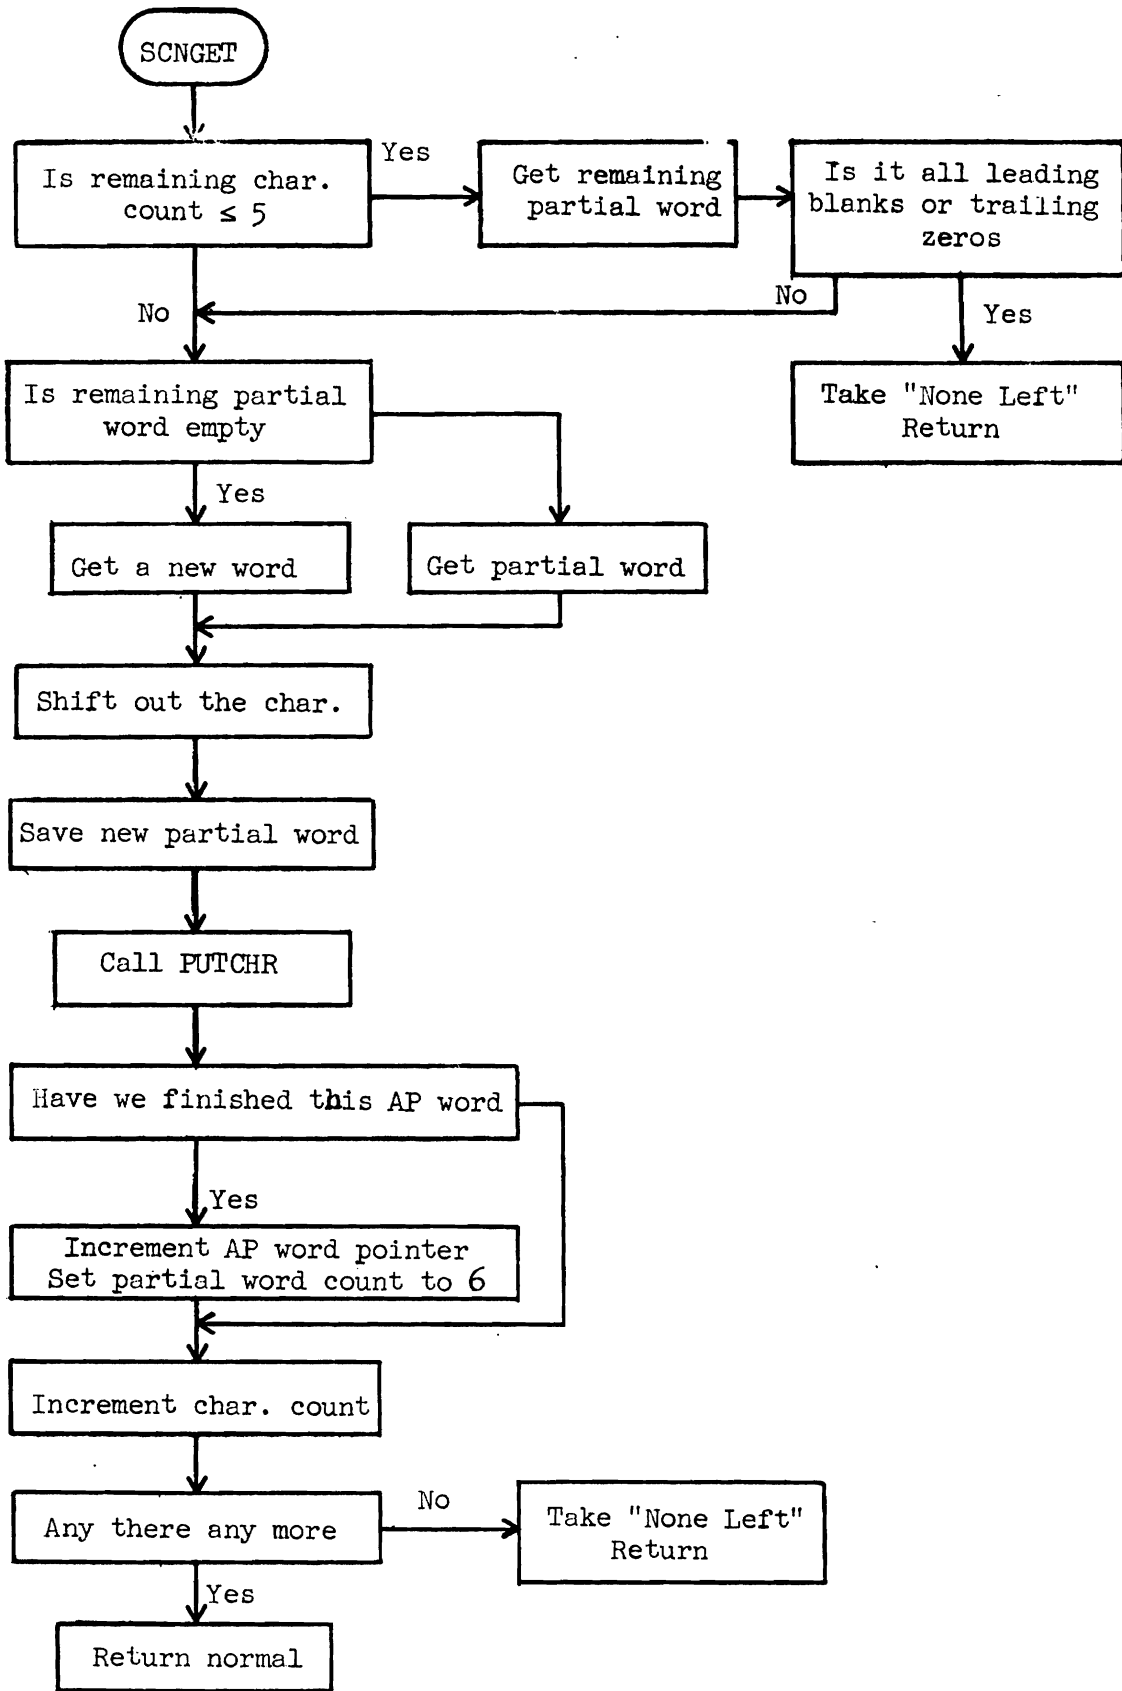 SCNGET
Is remaining char.
count ≤ 5
Yes
Get remaining
partial word
Is it all leading
blanks or trailing
zeros
No
No
Yes
Is remaining partial
word empty
Take "None Left"
Return
Yes
Get a new word
Get partial word
Shift out the char.
Save new partial word
Call PUTCHR
Have we finished this AP word
Yes
Increment AP word pointer
Set partial word count to 6
Increment char. count
Any there any more
No
Take "None Left"
Return
Yes
Return normal